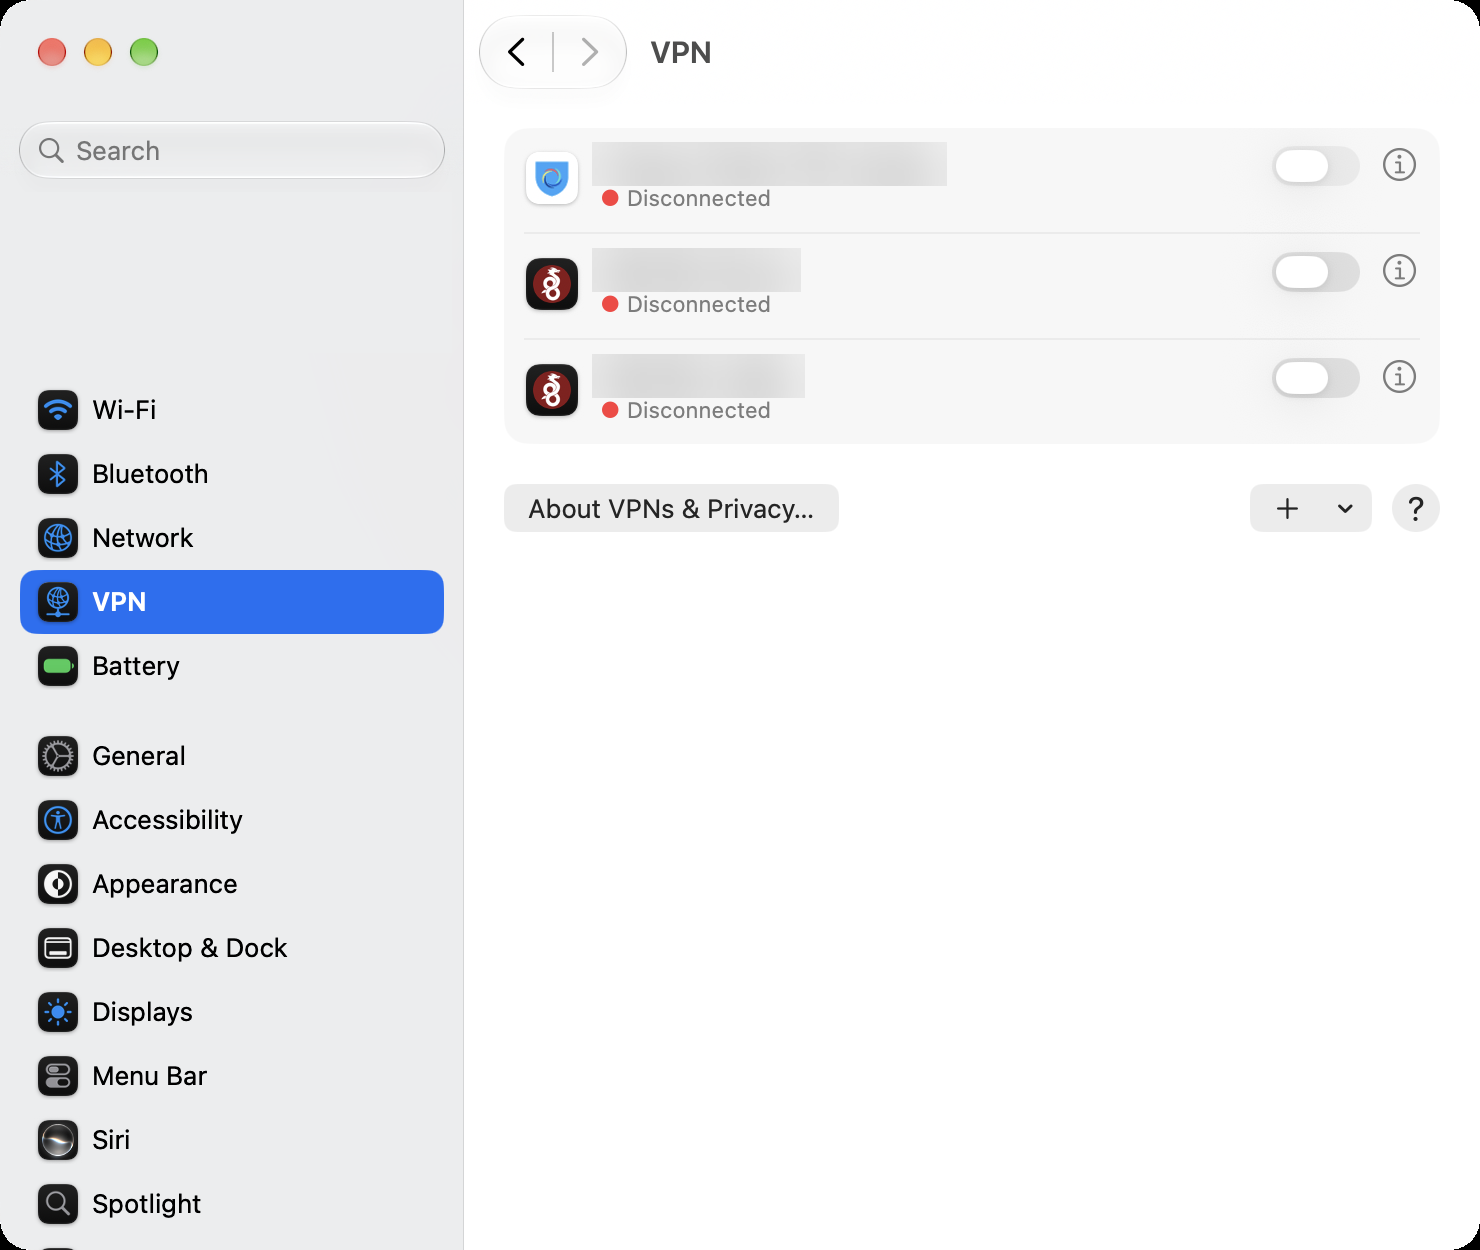 Search
Wi-Fi
Bluetooth
Network
VPN
Battery
General
Accessibility
Appearance
Desktop & Dock
Displays
Menu Bar
Siri
Spotlight
VPN
Disconnected
Disconnected
Disconnected
About VPNs & Privacy...
?